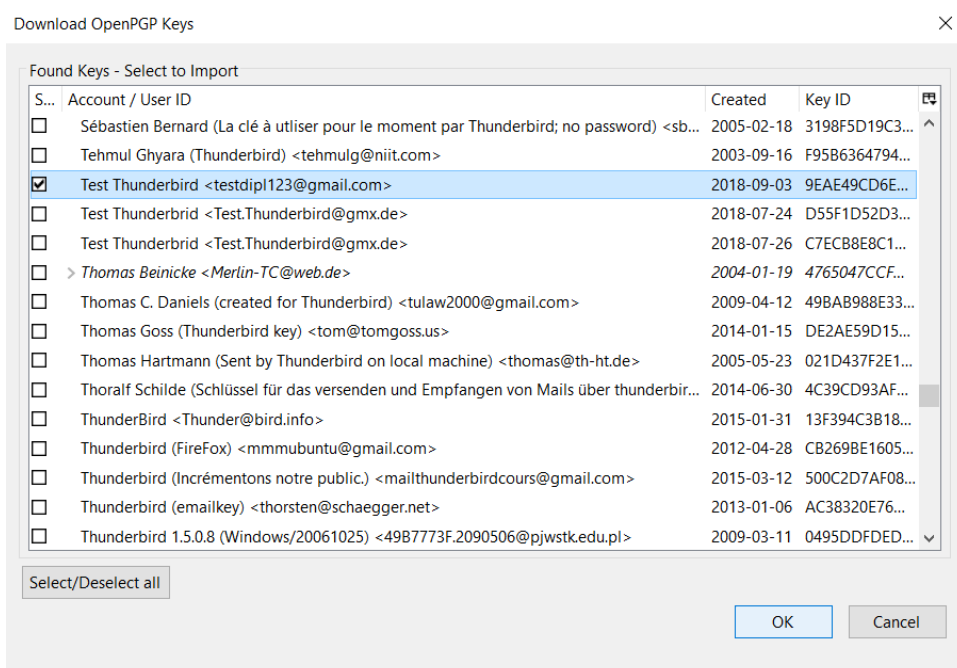 Download OpenPGP Keys
Found Keys - Select to Import
S... Account / User ID Created Key ID
Sébastien Bernard (La clé à utliser pour le moment par Thunderbird; no password) <sb... 2005-02-18 3198F5D19C3...
Tehmul Ghyara (Thunderbird) <tehmulg@niit.com> 2003-09-16 F95B6364794...
Test Thunderbird <testdipl123@gmail.com> 2018-09-03 9EAE49CD6E...
Test Thunderbrid <Test.Thunderbird@gmx.de> 2018-07-24 D55F1D52D3...
Test Thunderbrid <Test.Thunderbird@gmx.de> 2018-07-26 C7ECB8E8C1...
Thomas Beinicke <Merlin-TC@web.de> 2004-01-19 4765047CCF...
Thomas C. Daniels (created for Thunderbird) <tulaw2000@gmail.com> 2009-04-12 49BAB988E33...
Thomas Goss (Thunderbird key) <tom@tomgoss.us> 2014-01-15 DE2AE59D15...
Thomas Hartmann (Sent by Thunderbird on local machine) <thomas@th-ht.de> 2005-05-23 021D437F2E1...
Thoralf Schilde (Schlüssel für das versenden und Empfangen von Mails über thunderbir... 2014-06-30 4C39CD93AF...
ThunderBird <Thunder@bird.info> 2015-01-31 13F394C3B18...
Thunderbird (FireFox) <mmmubuntu@gmail.com> 2012-04-28 CB269BE1605...
Thunderbird (Incrémentons notre public.) <mailthunderbirdcours@gmail.com> 2015-03-12 500C2D7AF08...
Thunderbird (emailkey) <thorsten@schaegger.net> 2013-01-06 AC38320E76...
Thunderbird 1.5.0.8 (Windows/20061025) <49B7773F.2090506@pjwstk.edu.pl> 2009-03-11 0495DDFDED...
Select/Deselect all
OK Cancel